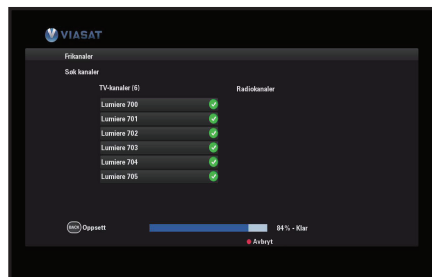 VIASAT
Frikanaler
Søk kanaler
TV-kanaler (6) Radiokanaler
Lumiere 700
Lumiere 701
Lumiere 702
Lumiere 703
Lumiere 704
Lumiere 705
BACK Oppsett 84% - Klar
Avbryt